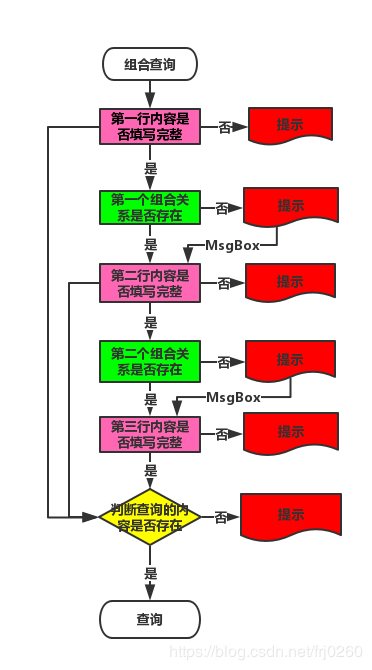 组合查询
第一行内容是
否填写完整
否
提示
是
第一个组合关
系是否存在
否
提示
是
MsgBox
第二行内容是
否填写完整
否
提示
是
第二个组合关
系是否存在
否
提示
是
MsgBox
第三行内容是
否填写完整
否
提示
是
判断查询的内
容是否存在
否
提示
是
查询
https://blog.csdn.net/frj0260